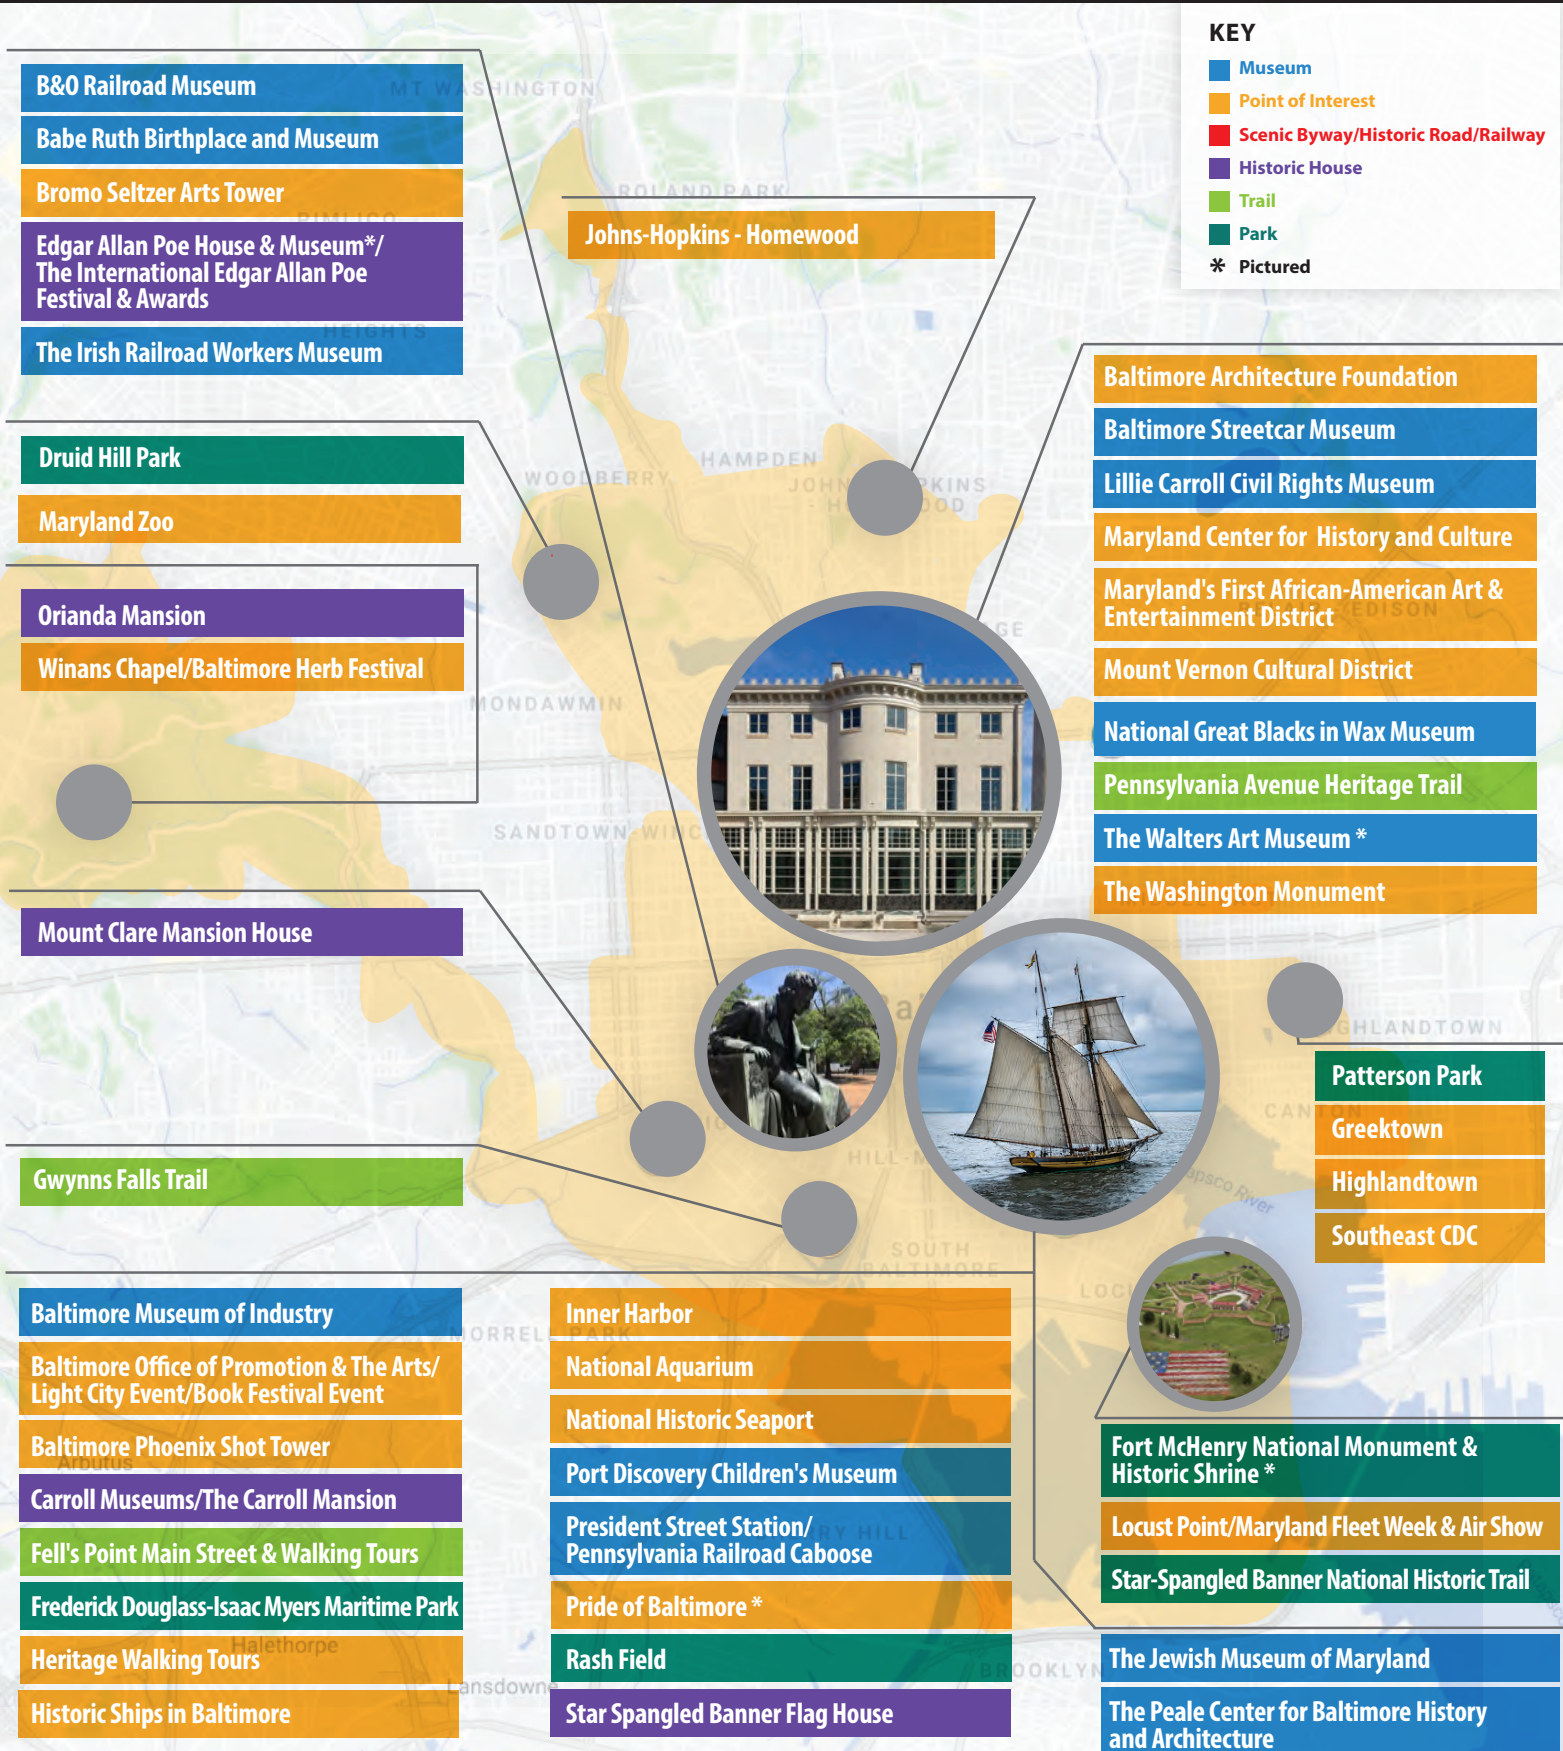 KEY
Museum
Point of Interest
Scenic Byway/Historic Road/Railway
Historic House
Trail
Park
* Pictured
B&O Railroad Museum
Babe Ruth Birthplace and Museum
Bromo Seltzer Arts Tower
Edgar Allan Poe House & Museum*/
The International Edgar Allan Poe
Festival & Awards
The Irish Railroad Workers Museum
MT WASHINGTON
ROLAND PARK
PIMLICO
HEIGHTS
Johns-Hopkins - Homewood
Druid Hill Park
Maryland Zoo
Orianda Mansion
Winans Chapel/Baltimore Herb Festival
WOODBERRY
HAMPDEN
MONDAWMIN
Baltimore Architecture Foundation
Baltimore Streetcar Museum
Lillie Carroll Civil Rights Museum
Maryland Center for History and Culture
Maryland's First African-American Art &
Entertainment District
Mount Vernon Cultural District
National Great Blacks in Wax Museum
Pennsylvania Avenue Heritage Trail
The Walters Art Museum *
The Washington Monument
Mount Clare Mansion House
Gwynns Falls Trail
CANTON
Patterson Park
Greektown
Highlandtown
Southeast CDC
SOUTH
BALTIMORE
MORRELL PARK
Baltimore Museum of Industry
Baltimore Office of Promotion & The Arts/
Light City Event/Book Festival Event
Baltimore Phoenix Shot Tower
Arbutus
Carroll Museums/The Carroll Mansion
Fell's Point Main Street & Walking Tours
Frederick Douglass-Isaac Myers Maritime Park
Halethorpe
Heritage Walking Tours
Historic Ships in Baltimore
Lansdowne
Inner Harbor
National Aquarium
National Historic Seaport
Port Discovery Children's Museum
President Street Station/
Pennsylvania Railroad Caboose
Pride of Baltimore *
Rash Field
Star Spangled Banner Flag House
BROOKLYN
Fort McHenry National Monument &
Historic Shrine *
Locust Point/Maryland Fleet Week & Air Show
Star-Spangled Banner National Historic Trail
The Jewish Museum of Maryland
The Peale Center for Baltimore History
and Architecture